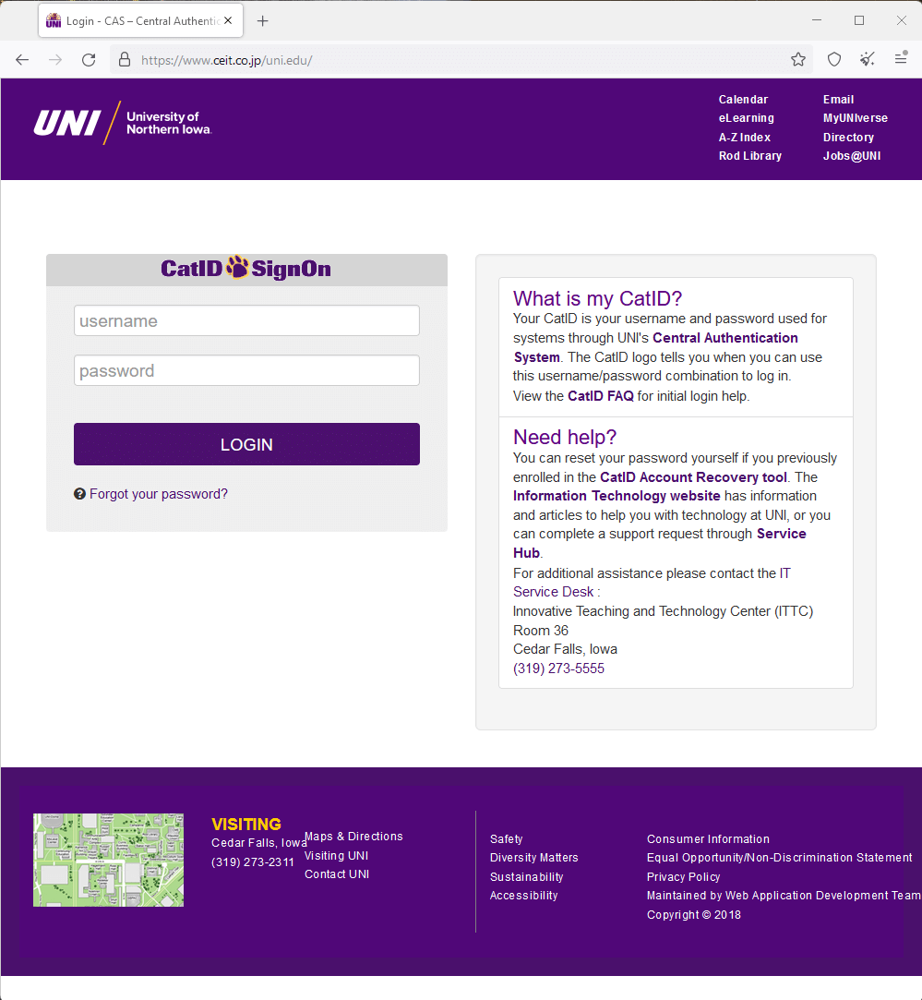 Login - CAS – Central Authentic
https://www.ceit.co.jp/uni.edu/
UNI
University of
Northern Iowa.
Calendar
eLearning
A-Z Index
Rod Library
Email
MyUNIverse
Directory
Jobs@UNI
CatID SignOn
username
password
LOGIN
Forgot your password?
What is my CatID?
Your CatID is your username and password used for
systems through UNI's Central Authentication
System. The CatID logo tells you when you can use
this username/password combination to log in.
View the CatID FAQ for initial login help.
Need help?
You can reset your password yourself if you previously
enrolled in the CatID Account Recovery tool. The
Information Technology website has information
and articles to help you with technology at UNI, or you
can complete a support request through Service
Hub.
For additional assistance please contact the IT
Service Desk :
Innovative Teaching and Technology Center (ITTC)
Room 36
Cedar Falls, Iowa
(319) 273-5555
VISITING
Cedar Falls, Iowa
(319) 273-2311
Maps & Directions
Visiting UNI
Contact UNI
Safety
Diversity Matters
Sustainability
Accessibility
Consumer Information
Equal Opportunity/Non-Discrimination Statement
Privacy Policy
Maintained by Web Application Development Team
Copyright © 2018